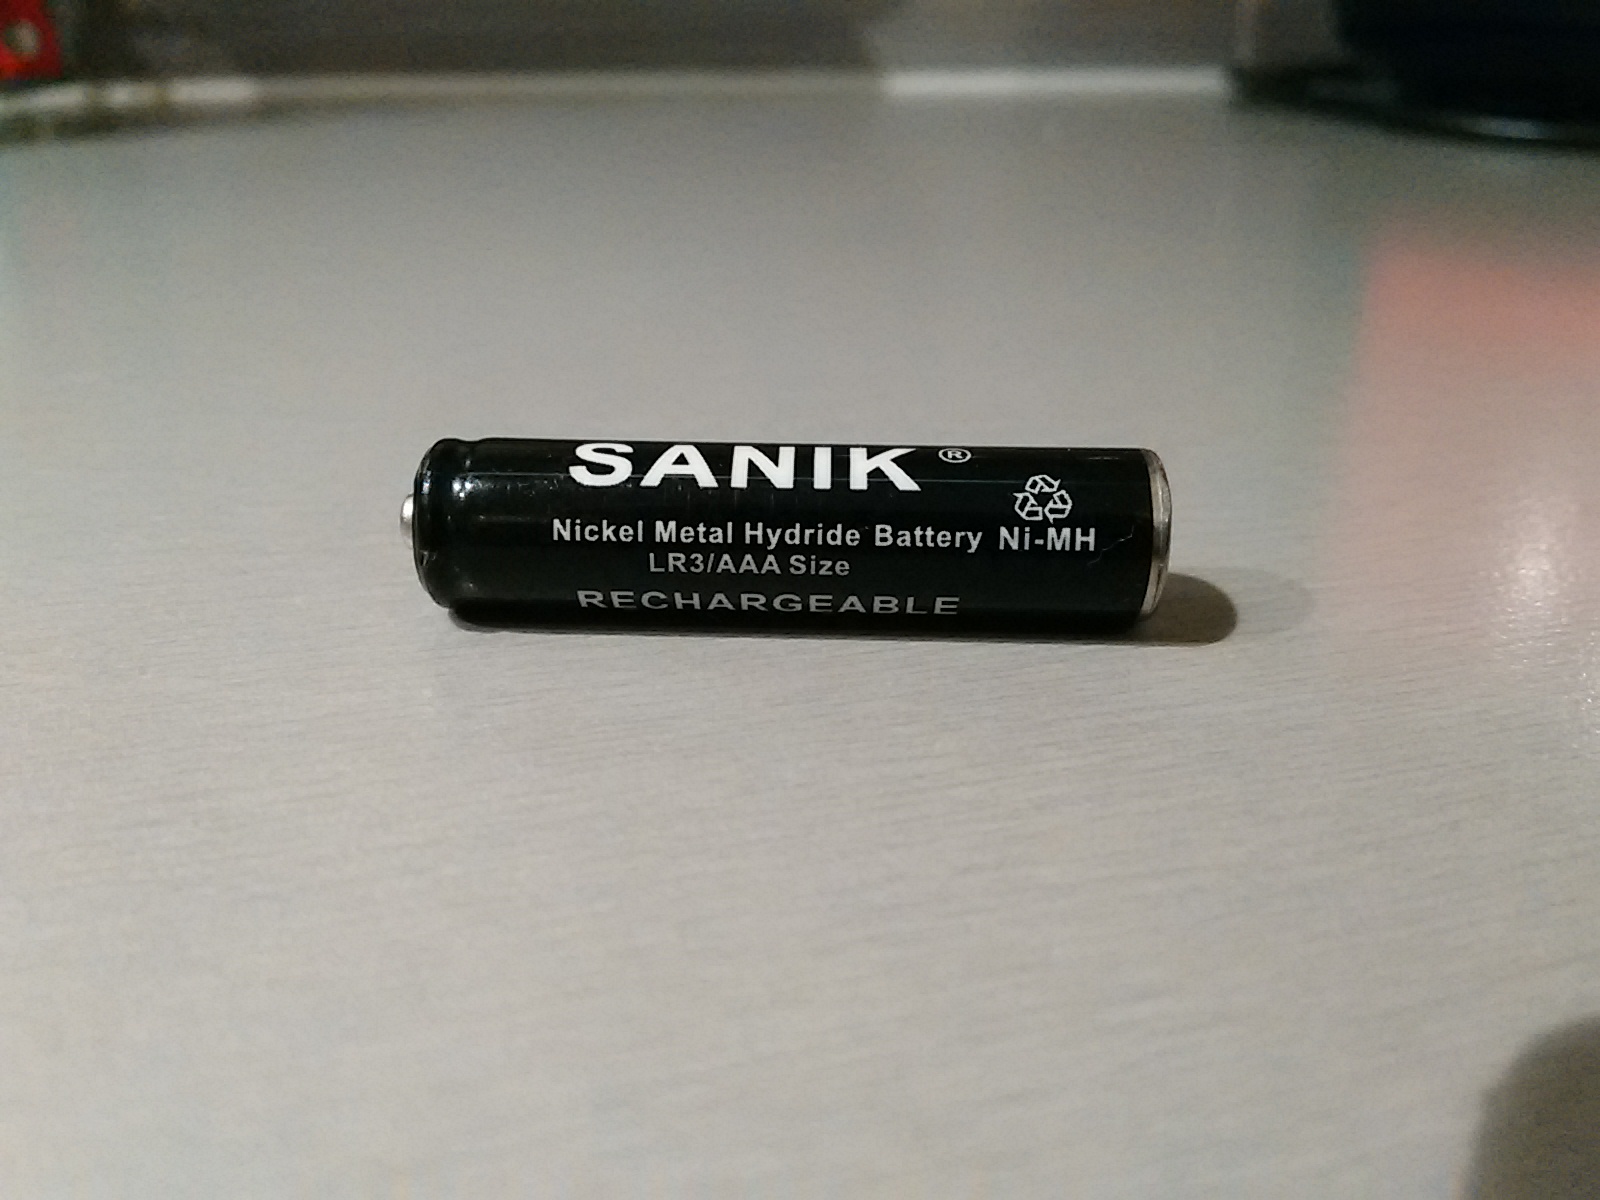 SANIK ®
Nickel Metal Hydride Battery Ni-MH
LR3/AAA Size
RECHARGEABLE